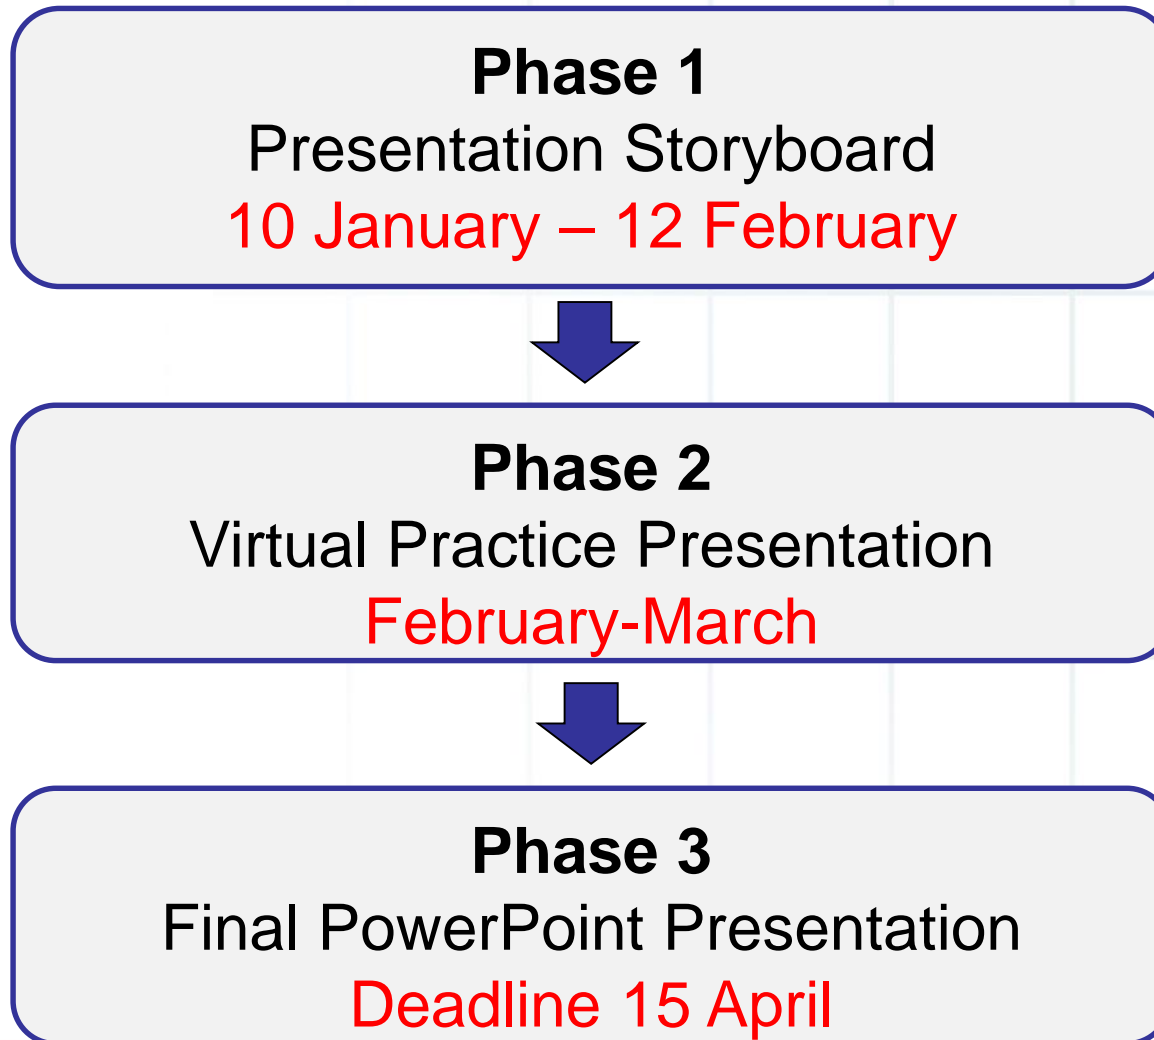 Phase 1
Presentation Storyboard
10 January – 12 February
Phase 2
Virtual Practice Presentation
February-March
Phase 3
Final PowerPoint Presentation
Deadline 15 April